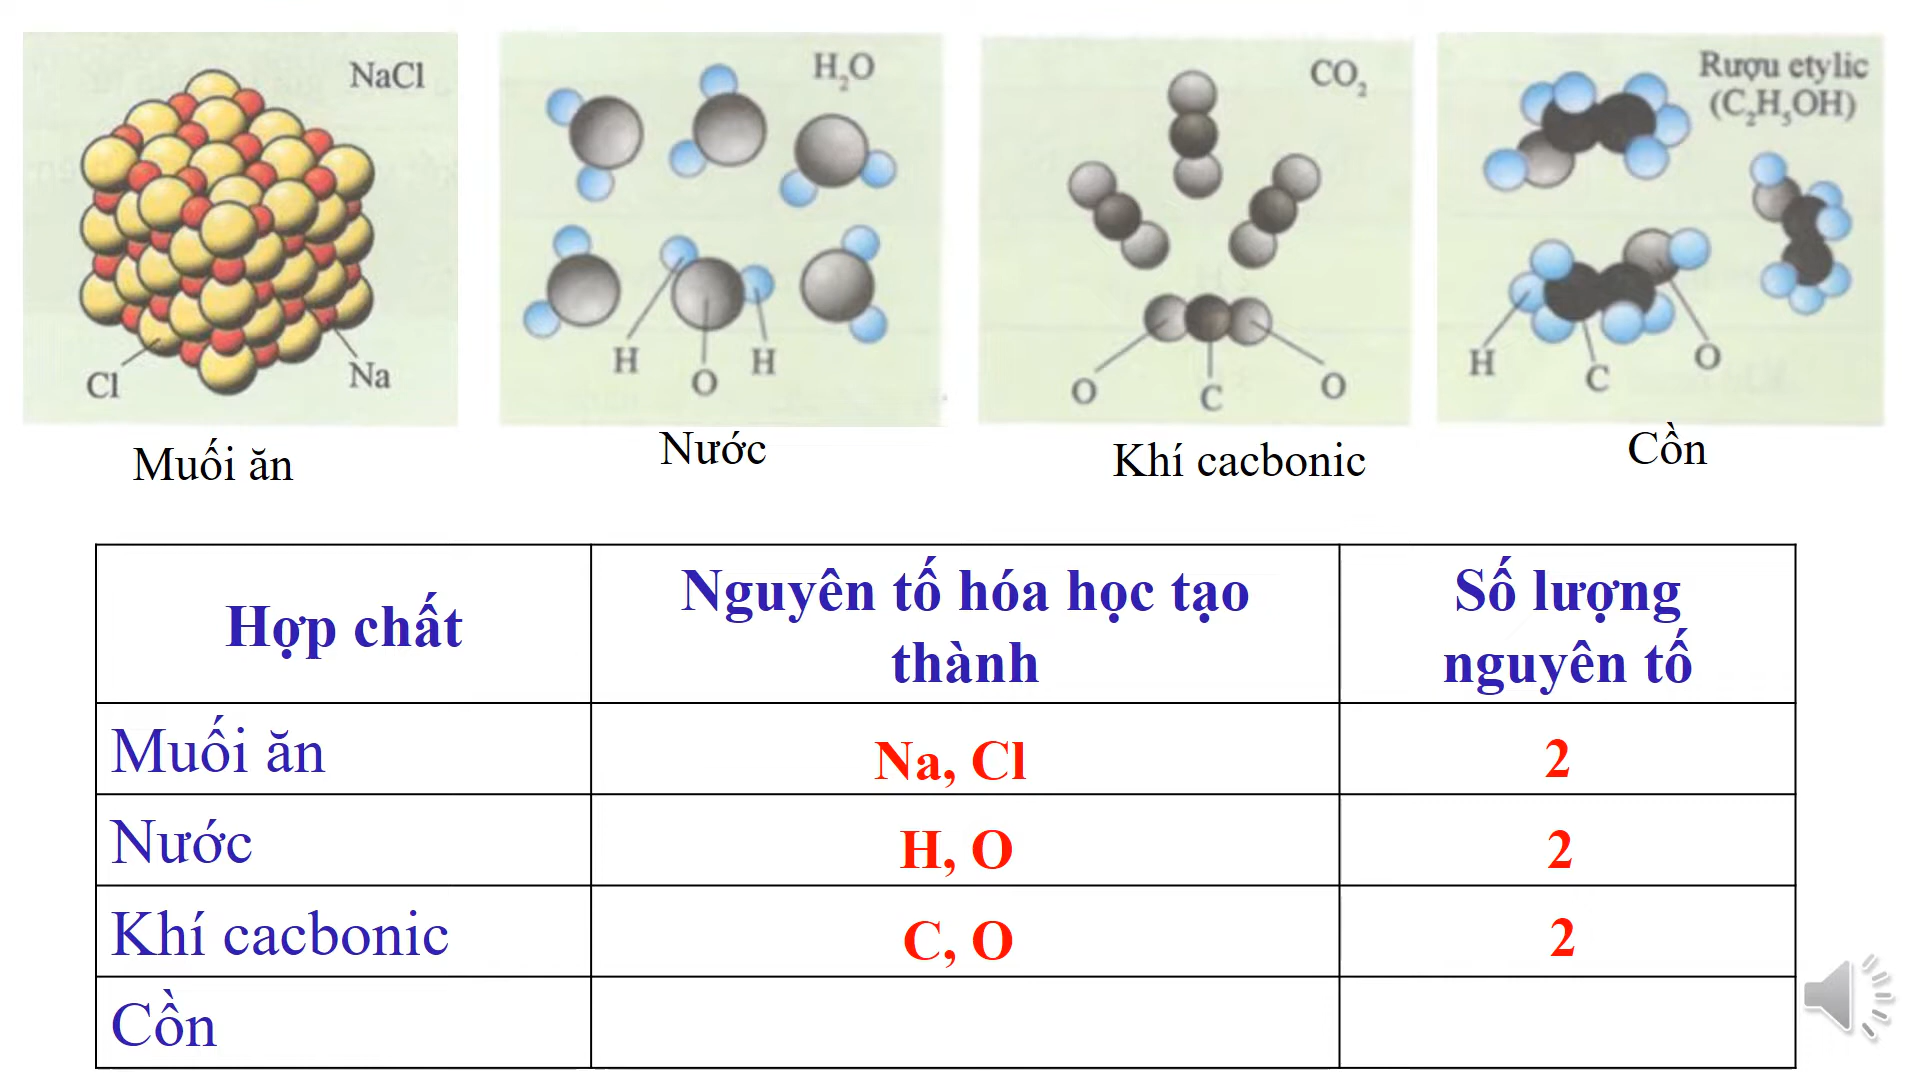 NaCl
Cl
Na
H₂O
H
O
H
CO₂
O
C
O
Rượu etylic
(C₂H₅OH)
H
C
O
Muối ăn
Nước
Khí cacbonic
Cồn
Hợp chất
Nguyên tố hóa học tạo
thành
Số lượng
nguyên tố
Muối ăn
Na, Cl
2
Nước
H, O
2
Khí cacbonic
C, O
2
Cồn